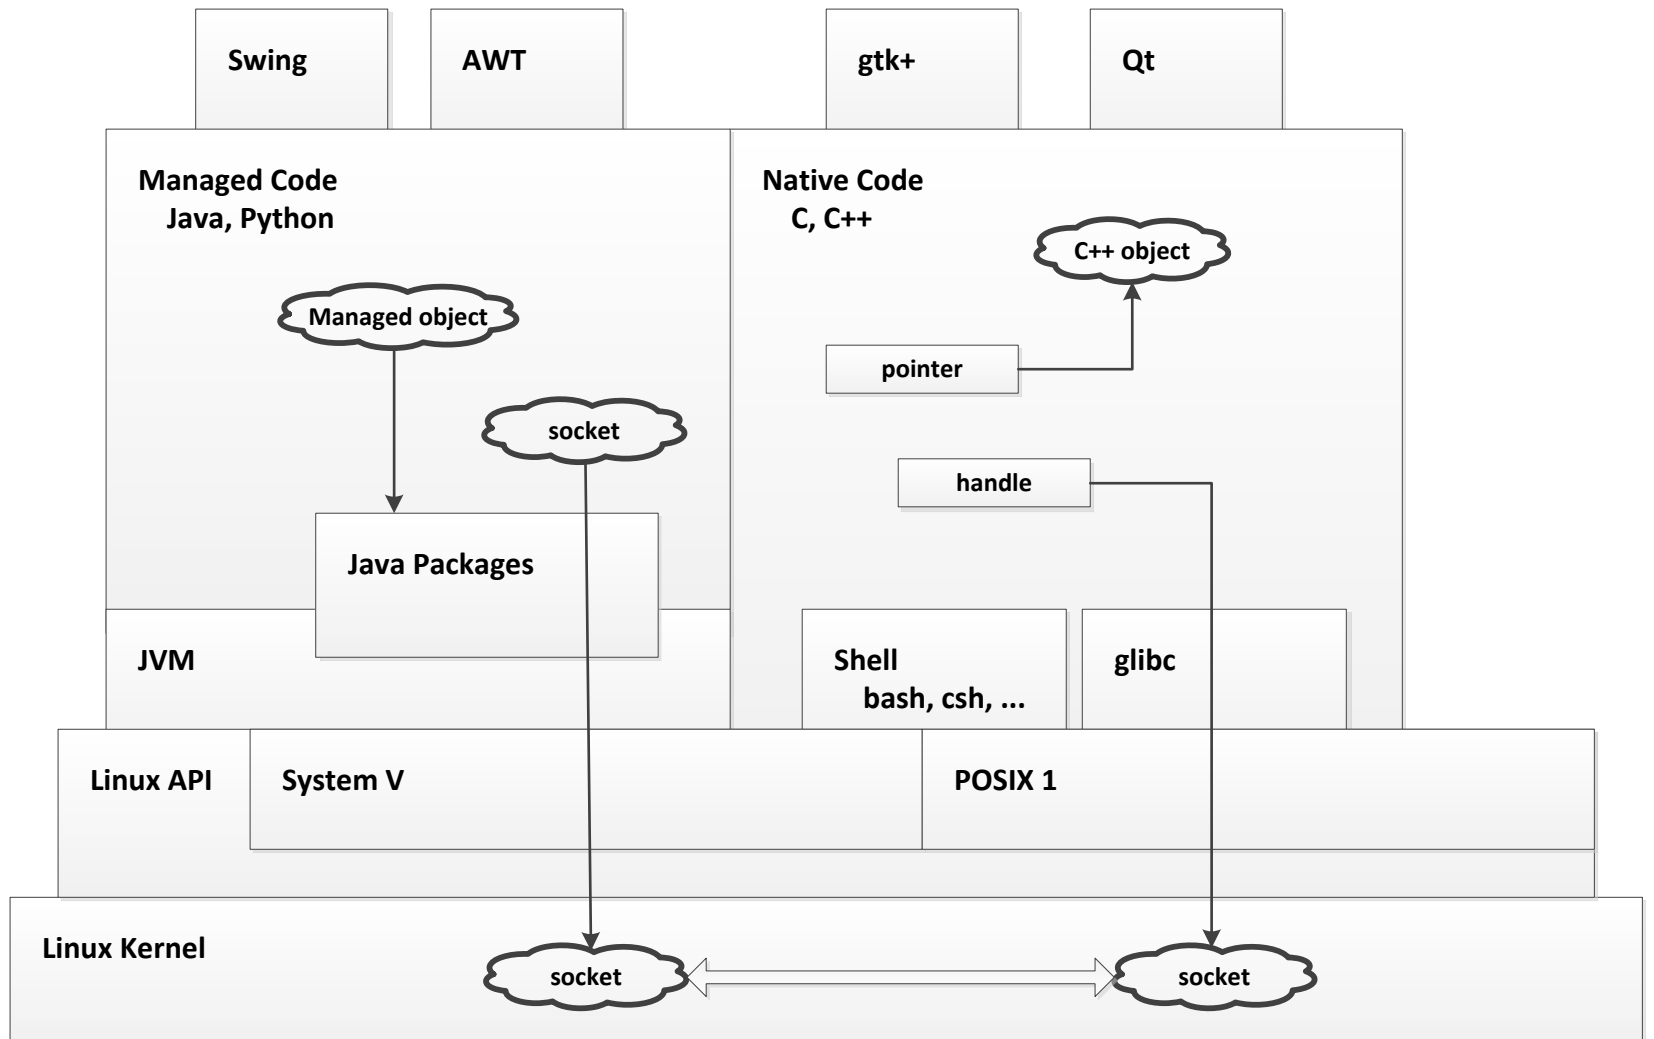 Swing
AWT
gtk+
Qt
Managed Code
Java, Python
Native Code
C, C++
C++ object
Managed object
pointer
socket
handle
Java Packages
JVM
Shell
bash, csh, ...
glibc
Linux API
System V
POSIX 1
Linux Kernel
socket
socket